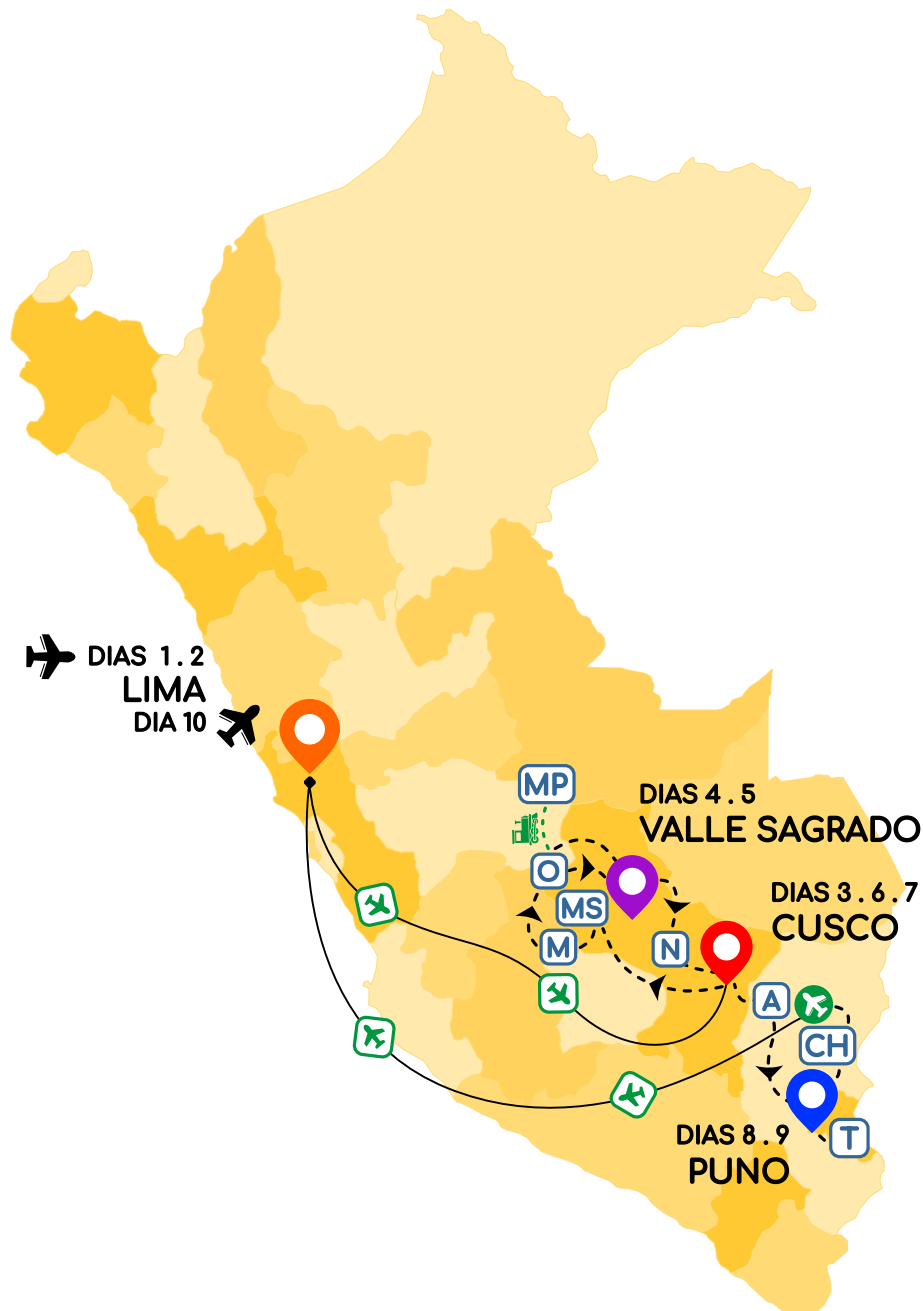 DIAS 1 . 2
LIMA
DIA 10
MP
DIAS 4 . 5
VALLE SAGRADO
O
MS
M
N
DIAS 3 . 6 . 7
CUSCO
A
CH
DIAS 8 . 9
PUNO
T